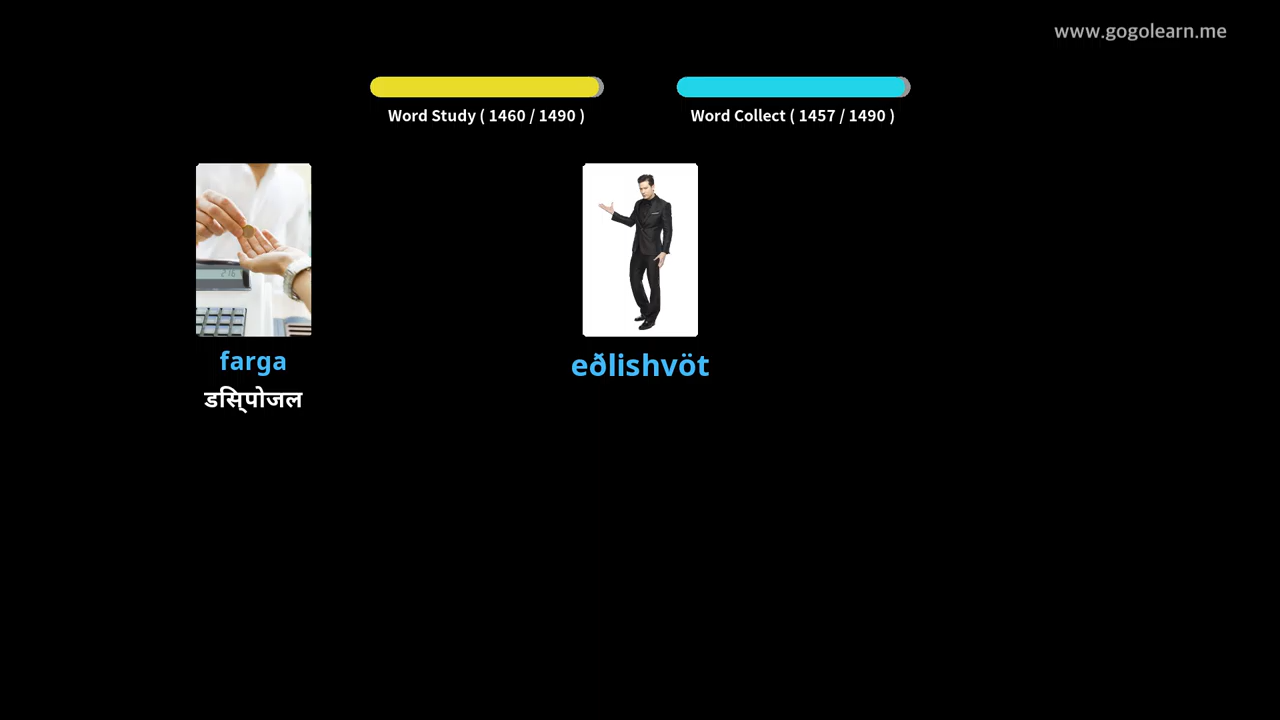 www.gogolearn.me
Word Study ( 1460 / 1490 )
Word Collect ( 1457 / 1490 )
farga
डिस्पोजल
eðlishvöt